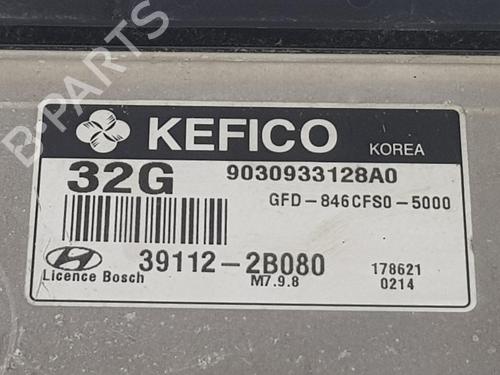 B-PARTS
KEFICO KOREA
32G 9030933128A0
GFD-846CFS0-5000
39112-2B080 178621
Licence Bosch M7.9.8 0214